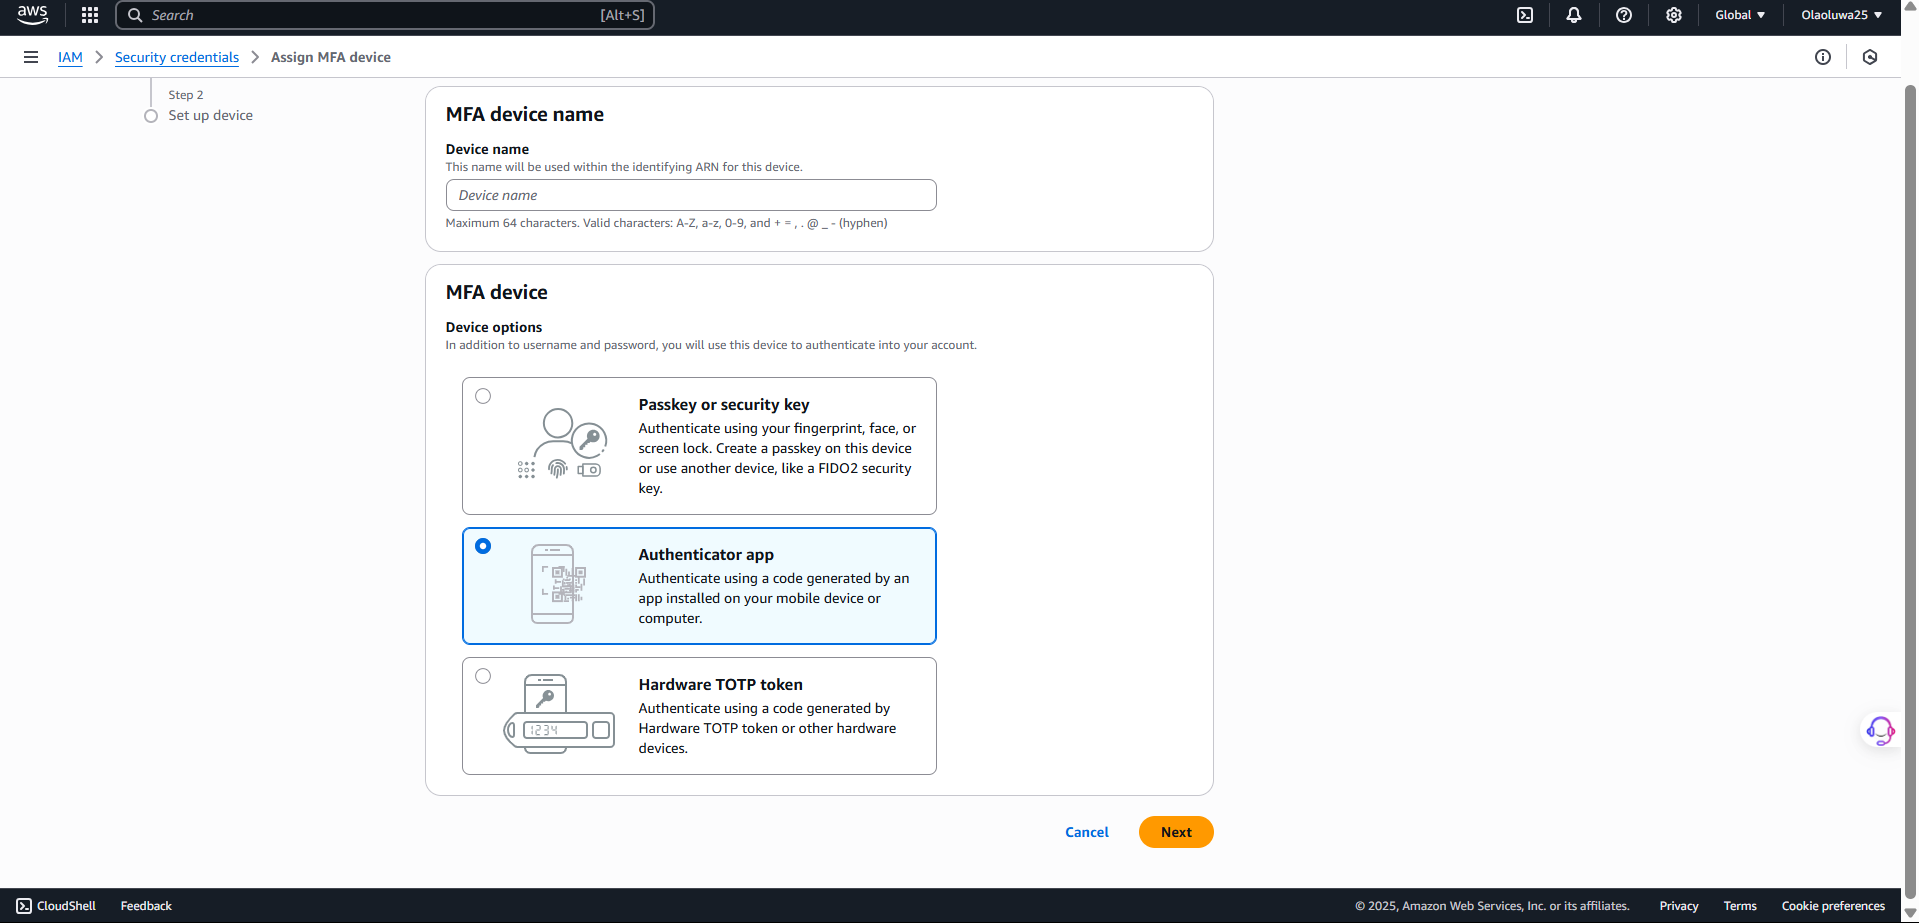 aws
Search
[Alt+S]
Global
Olaoluwa25
IAM
Security credentials
Assign MFA device
Step 2
Set up device
MFA device name
Device name
This name will be used within the identifying ARN for this device.
Device name
Maximum 64 characters. Valid characters: A-Z, a-z, 0-9, and + = , . @ _ - (hyphen)
MFA device
Device options
In addition to username and password, you will use this device to authenticate into your account.
Passkey or security key
Authenticate using your fingerprint, face, or
screen lock. Create a passkey on this device
or use another device, like a FIDO2 security
key.
Authenticator app
Authenticate using a code generated by an
app installed on your mobile device or
computer.
1234
Hardware TOTP token
Authenticate using a code generated by
Hardware TOTP token or other hardware
devices.
Cancel
Next
CloudShell
Feedback
© 2025, Amazon Web Services, Inc. or its affiliates.
Privacy
Terms
Cookie preferences